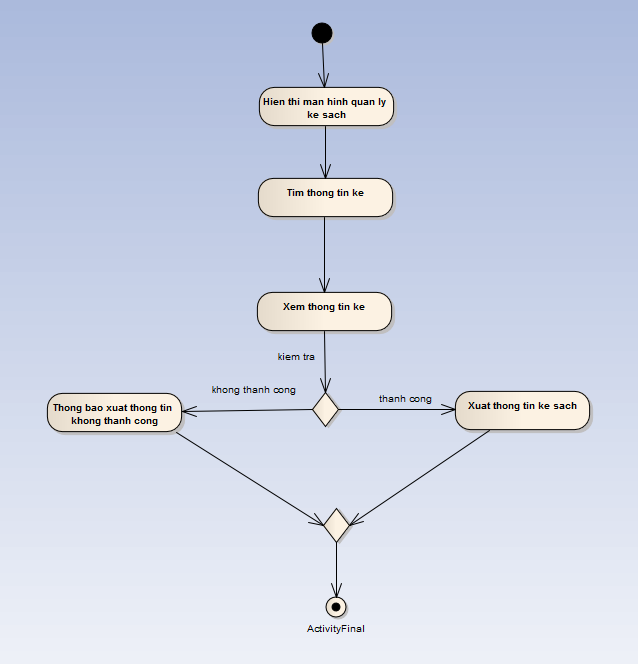 Hien thi man hinh quan ly
ke sach
Tim thong tin ke
Xem thong tin ke
kiem tra
khong thanh cong
thanh cong
Thong bao xuat thong tin
khong thanh cong
Xuat thong tin ke sach
ActivityFinal